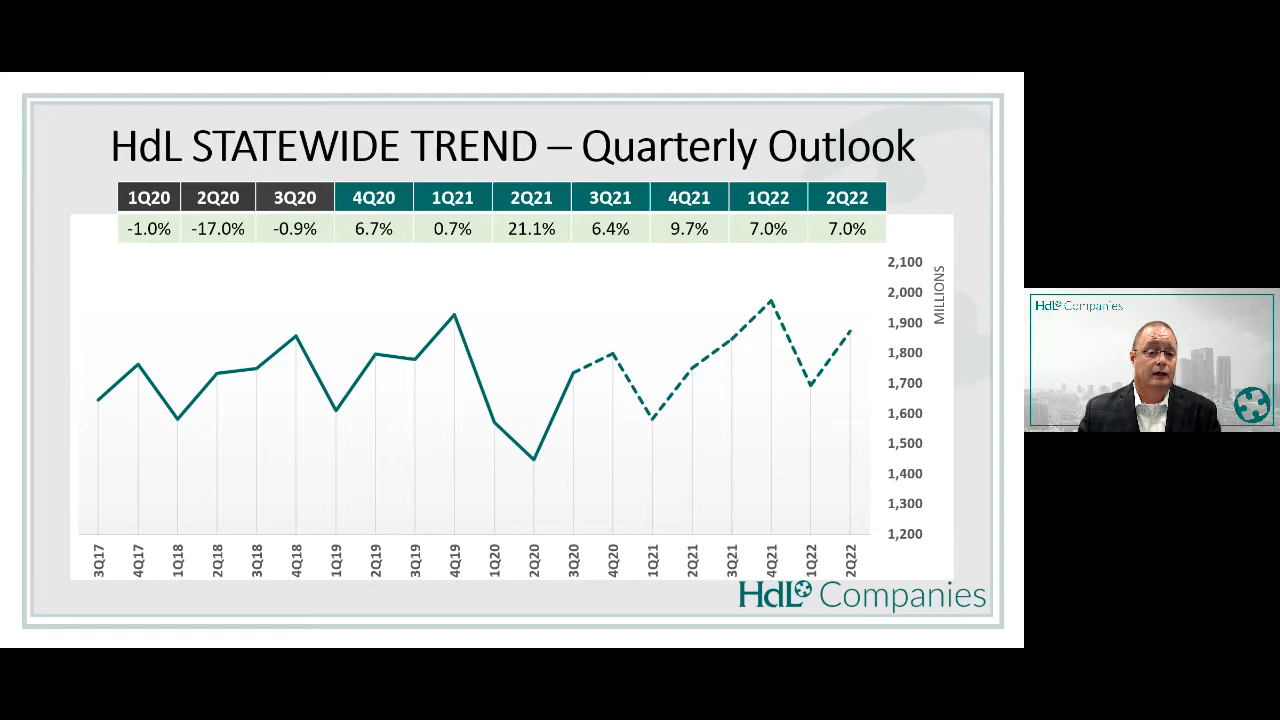 HdL STATEWIDE TREND – Quarterly Outlook
1Q20 2Q20 3Q20 4Q20 1Q21 2Q21 3Q21 4Q21 1Q22 2Q22
-1.0% -17.0% -0.9% 6.7% 0.7% 21.1% 6.4% 9.7% 7.0% 7.0%
2,100
2,000
1,900
1,800
1,700
1,600
1,500
1,400
1,300
1,200
MILLIONS
3Q17 4Q17 1Q18 2Q18 3Q18 4Q18 1Q19 2Q19 3Q19 4Q19 1Q20 2Q20 3Q20 4Q20 1Q21 2Q21 3Q21 4Q21 1Q22 2Q22
HdL Companies
HdL Companies